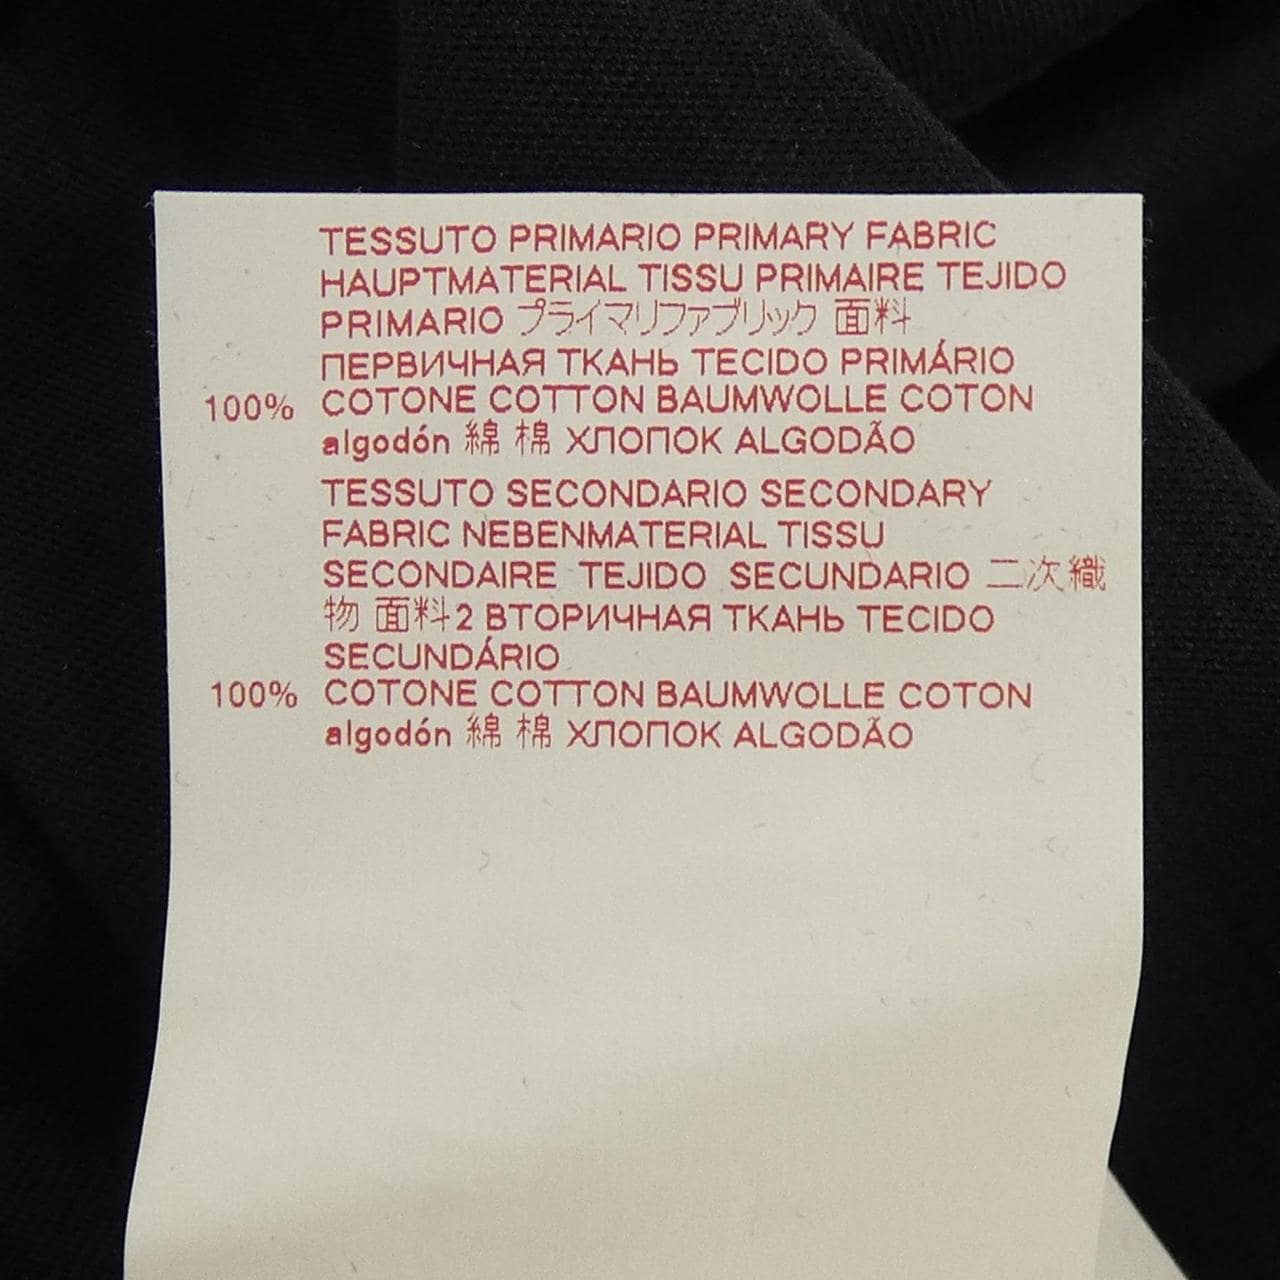 TESSUTO PRIMARIO PRIMARY FABRIC
HAUPTMATERIAL TISSU PRIMAIRE TEJIDO
PRIMARIO プライマリファブリック 面料
ПЕРВИЧНАЯ ТКАНЬ TECIDO PRIMÁRIO
100% COTONE COTTON BAUMWOLLE COTON
algodón 綿 棉 ХЛОПОК ALGODÃO
TESSUTO SECONDARIO SECONDARY
FABRIC NEBENMATERIAL TISSU
SECONDAIRE TEJIDO SECUNDARIO 二次織
物 面料2 ВТОРИЧНАЯ ТКАНЬ TECIDO
SECUNDÁRIO
100% COTONE COTTON BAUMWOLLE COTON
algodón 綿 棉 ХЛОПОК ALGODÃO